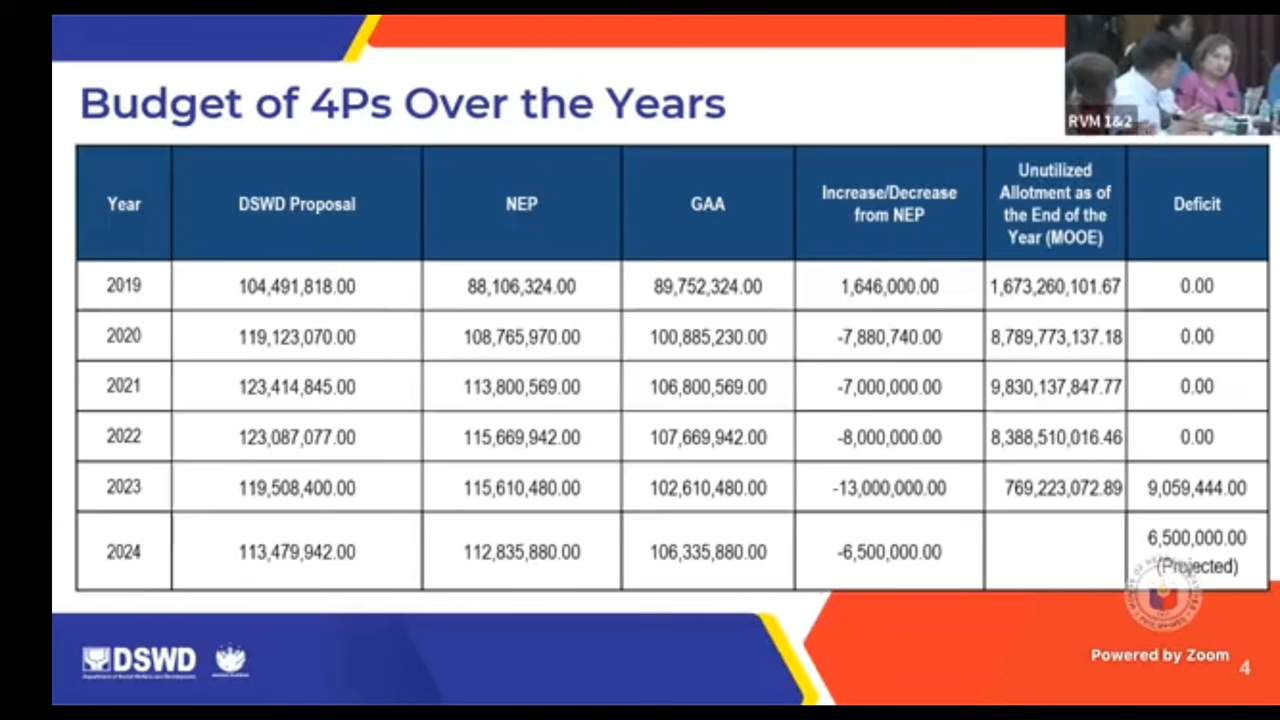 RVM 1&2
Budget of 4Ps Over the Years
Year DSWD Proposal NEP GAA Increase/Decrease from NEP Unutilized Allotment as of the End of the Year (MOOE) Deficit
2019 104,491,818.00 88,106,324.00 89,752,324.00 1,646,000.00 1,673,260,101.67 0.00
2020 119,123,070.00 108,765,970.00 100,885,230.00 -7,880,740.00 8,789,773,137.18 0.00
2021 123,414,845.00 113,800,569.00 106,800,569.00 -7,000,000.00 9,830,137,847.77 0.00
2022 123,087,077.00 115,669,942.00 107,669,942.00 -8,000,000.00 8,388,510,016.46 0.00
2023 119,508,400.00 115,610,480.00 102,610,480.00 -13,000,000.00 769,223,072.89 9,059,444.00
2024 113,479,942.00 112,835,880.00 106,335,880.00 -6,500,000.00 6,500,000.00 (Projected)
DSWD
Department of Social Welfare and Development
Powered by Zoom
4